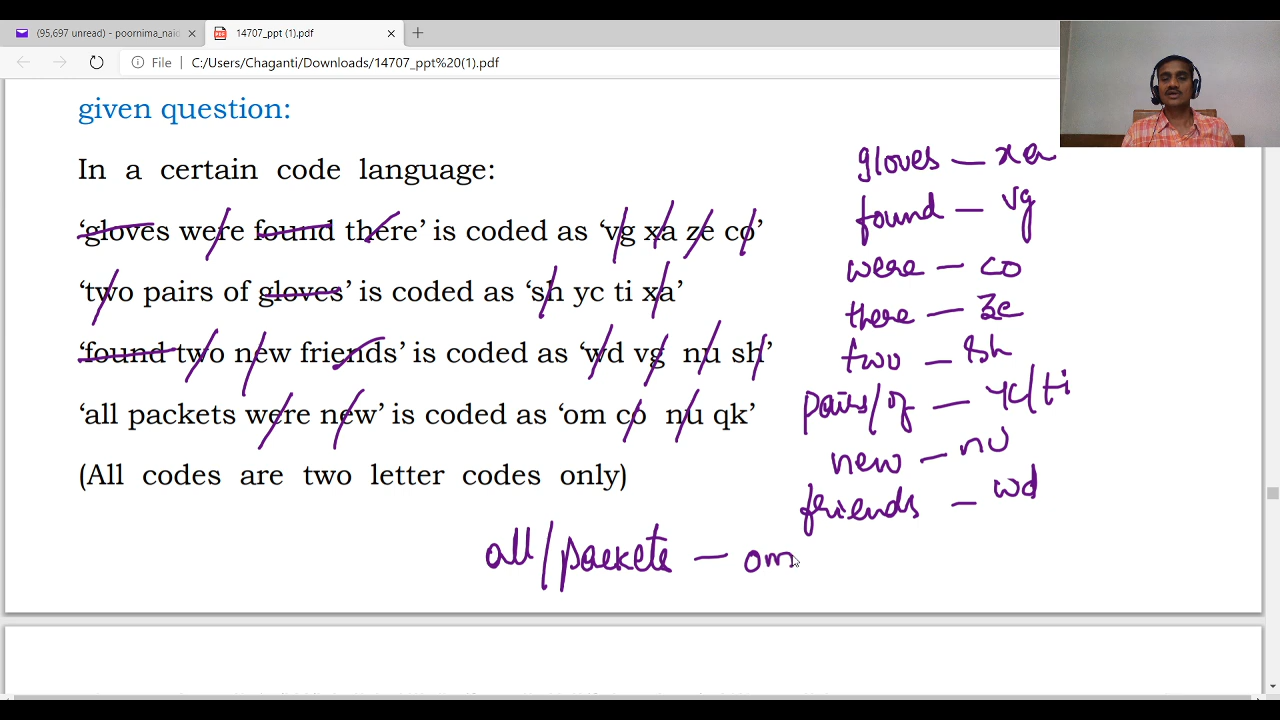 (95,697 unread) - poornima_naid
14707_ppt (1).pdf
File | C:/Users/Chaganti/Downloads/14707_ppt%20(1).pdf
given question:
In a certain code language:
‘gloves were found there’ is coded as ‘vg xa ze co’
‘two pairs of gloves’ is coded as ‘sh yc ti xa’
‘found two new friends’ is coded as ‘wd vg nu sh’
‘all packets were new’ is coded as ‘om co nu qk’
(All codes are two letter codes only)
gloves — xa
found — vg
were — co
there — ze
two — sh
pairs/of — yc/ti
new — nu
friends — wd
all/packets — om